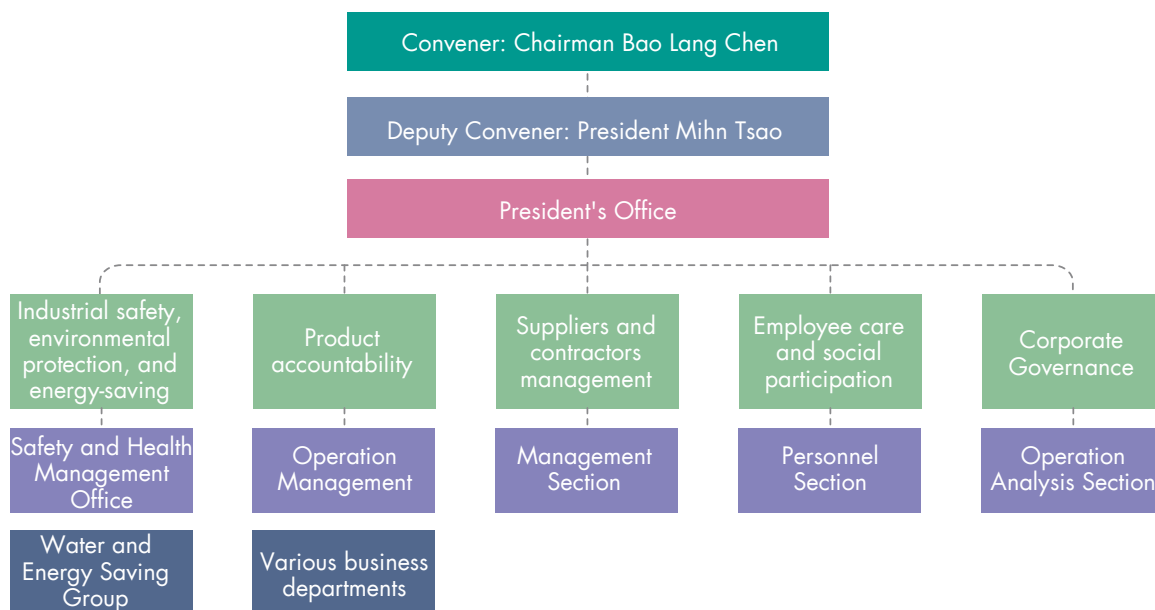 Convener: Chairman Bao Lang Chen
Deputy Convener: President Mihn Tsao
President's Office
Industrial safety,
environmental
protection, and
energy-saving
Product
accountability
Suppliers and
contractors
management
Employee care
and social
participation
Corporate
Governance
Safety and Health
Management
Office
Operation
Management
Management
Section
Personnel
Section
Operation
Analysis Section
Water and
Energy Saving
Group
Various business
departments